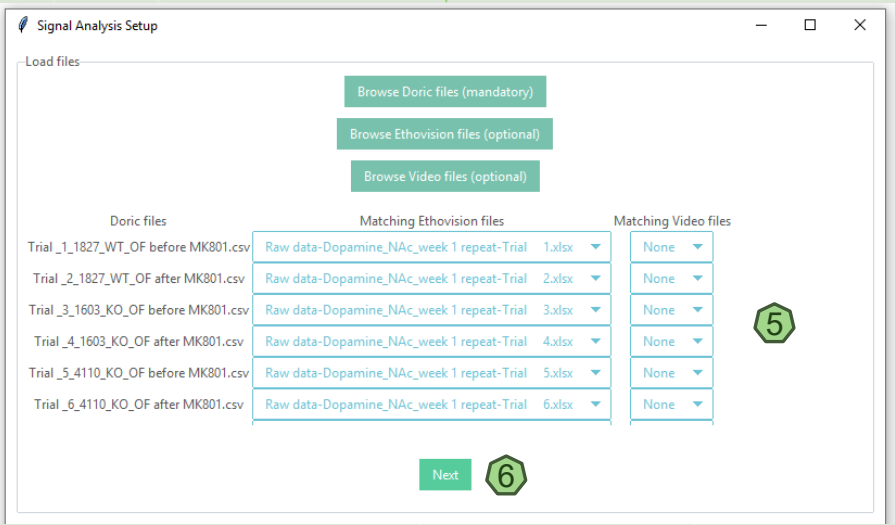 Signal Analysis Setup
Load files
Browse Doric files (mandatory)
Browse Ethovision files (optional)
Browse Video files (optional)
Doric files Matching Ethovision files Matching Video files
Trial _1_1827_WT_OF before MK801.csv Raw data-Dopamine_NAc_week 1 repeat-Trial 1.xlsx None
Trial _2_1827_WT_OF after MK801.csv Raw data-Dopamine_NAc_week 1 repeat-Trial 2.xlsx None
Trial _3_1603_KO_OF before MK801.csv Raw data-Dopamine_NAc_week 1 repeat-Trial 3.xlsx None
5
Trial _4_1603_KO_OF after MK801.csv Raw data-Dopamine_NAc_week 1 repeat-Trial 4.xlsx None
Trial _5_4110_KO_OF before MK801.csv Raw data-Dopamine_NAc_week 1 repeat-Trial 5.xlsx None
Trial _6_4110_KO_OF after MK801.csv Raw data-Dopamine_NAc_week 1 repeat-Trial 6.xlsx None
Next 6